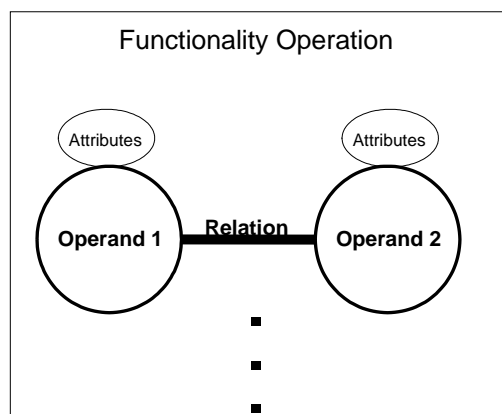 Functionality Operation
Attributes
Attributes
Operand 1
Relation
Operand 2